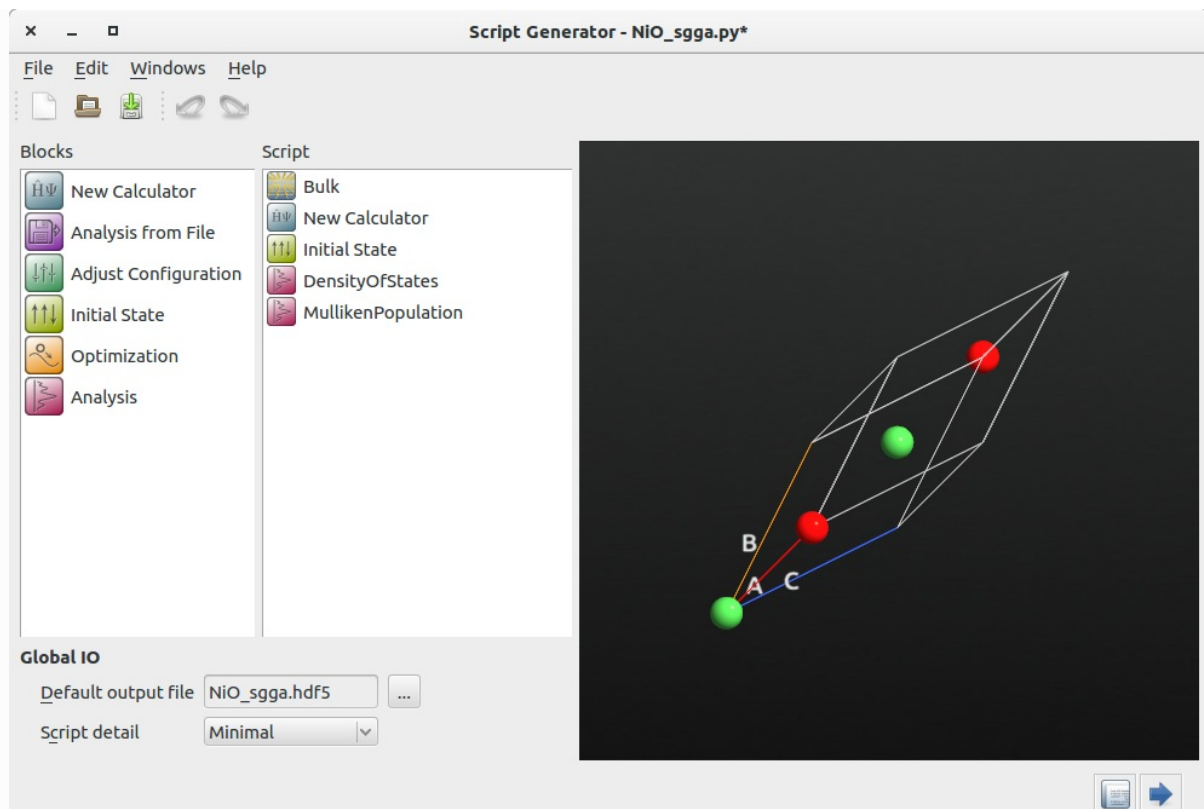 Script Generator - NiO_sgga.py*
File Edit Windows Help
Blocks
New Calculator
Analysis from File
Adjust Configuration
Initial State
Optimization
Analysis
Script
Bulk
New Calculator
Initial State
DensityOfStates
MullikenPopulation
B
A
C
Global IO
Default output file NiO_sgga.hdf5 ...
Script detail Minimal